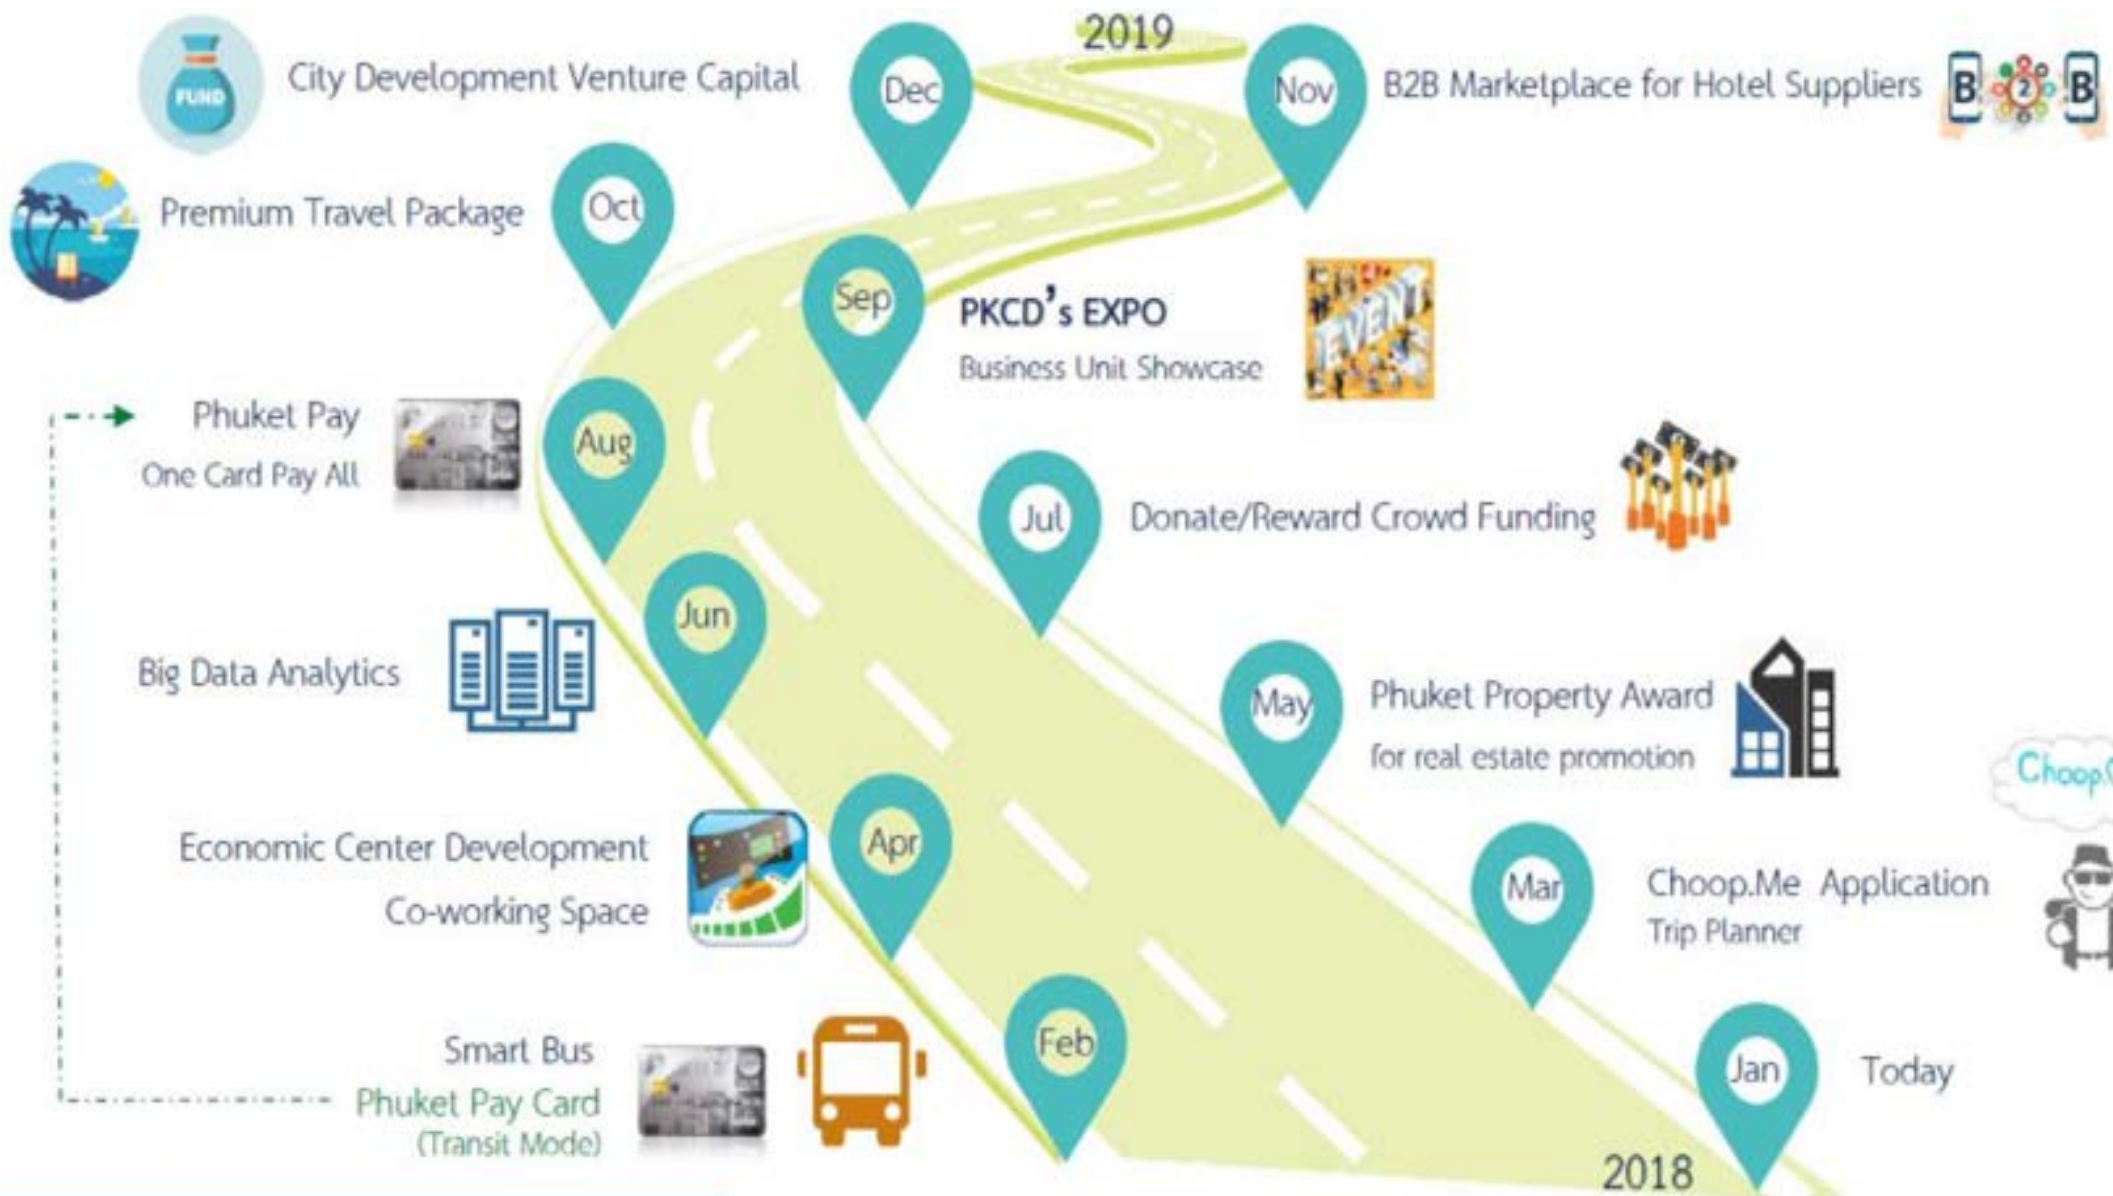 2019
FUND
City Development Venture Capital
Dec
Nov
B2B Marketplace for Hotel Suppliers
B 2 B
Premium Travel Package
Oct
Sep
PKCD's EXPO
Business Unit Showcase
EVENT
Phuket Pay
One Card Pay All
Aug
Jul
Donate/Reward Crowd Funding
Jun
Big Data Analytics
May
Phuket Property Award
for real estate promotion
Economic Center Development
Co-working Space
Apr
Mar
Choop.Me Application
Trip Planner
Smart Bus
Phuket Pay Card
(Transit Mode)
Feb
Jan
Today
2018